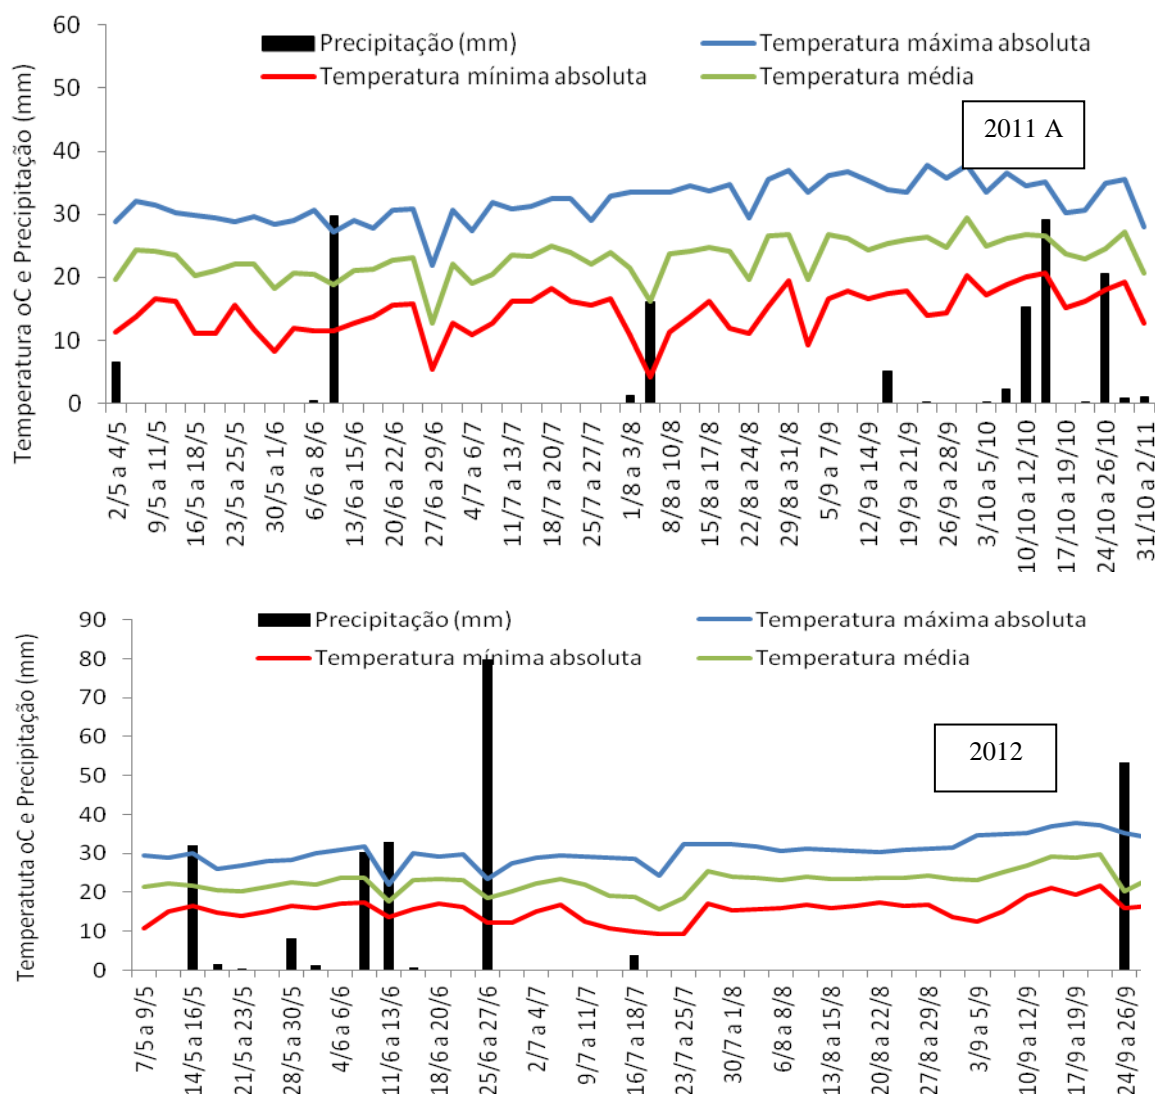 60
50
40
30
20
10
0
Temperatura oC e Precipitação (mm)
Precipitação (mm)
Temperatura máxima absoluta
Temperatura mínima absoluta
Temperatura média
2011 A
2/5 a 4/5
9/5 a 11/5
16/5 a 18/5
23/5 a 25/5
30/5 a 1/6
6/6 a 8/6
13/6 a 15/6
20/6 a 22/6
27/6 a 29/6
4/7 a 6/7
11/7 a 13/7
18/7 a 20/7
25/7 a 27/7
1/8 a 3/8
8/8 a 10/8
15/8 a 17/8
22/8 a 24/8
29/8 a 31/8
5/9 a 7/9
12/9 a 14/9
19/9 a 21/9
26/9 a 28/9
3/10 a 5/10
10/10 a 12/10
17/10 a 19/10
24/10 a 26/10
31/10 a 2/11
90
80
70
60
50
40
30
20
10
0
Temperatuta oC e Precipitação (mm)
Precipitação (mm)
Temperatura máxima absoluta
Temperatura mínima absoluta
Temperatura média
2012
7/5 a 9/5
14/5 a 16/5
21/5 a 23/5
28/5 a 30/5
4/6 a 6/6
11/6 a 13/6
18/6 a 20/6
25/6 a 27/6
2/7 a 4/7
9/7 a 11/7
16/7 a 18/7
23/7 a 25/7
30/7 a 1/8
6/8 a 8/8
13/8 a 15/8
20/8 a 22/8
27/8 a 29/8
3/9 a 5/9
10/9 a 12/9
17/9 a 19/9
24/9 a 26/9